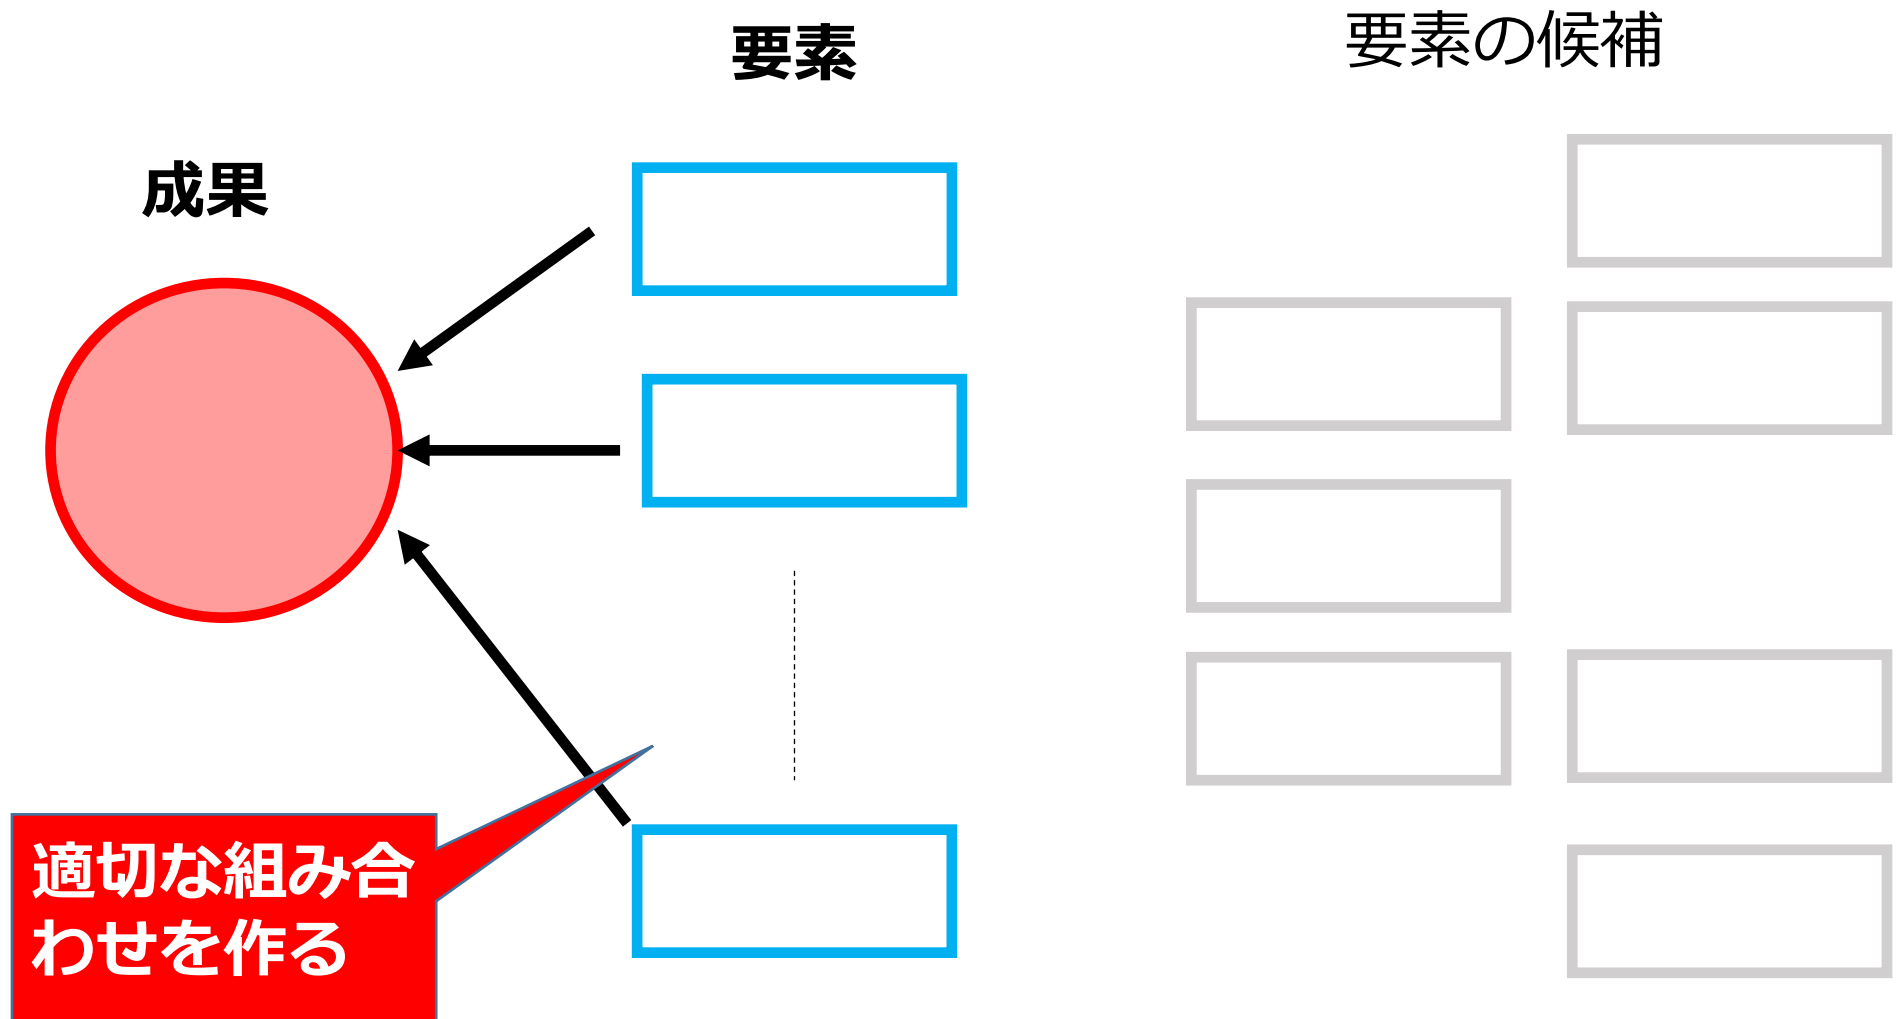 要素
要素の候補
成果
適切な組み合
わせを作る